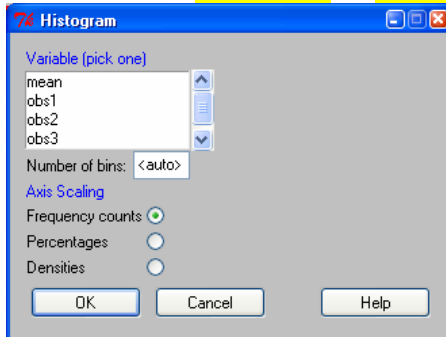 Histogram
Variable (pick one)
mean
obs1
obs2
obs3
Number of bins: <auto>
Axis Scaling
Frequency counts
Percentages
Densities
OK Cancel Help